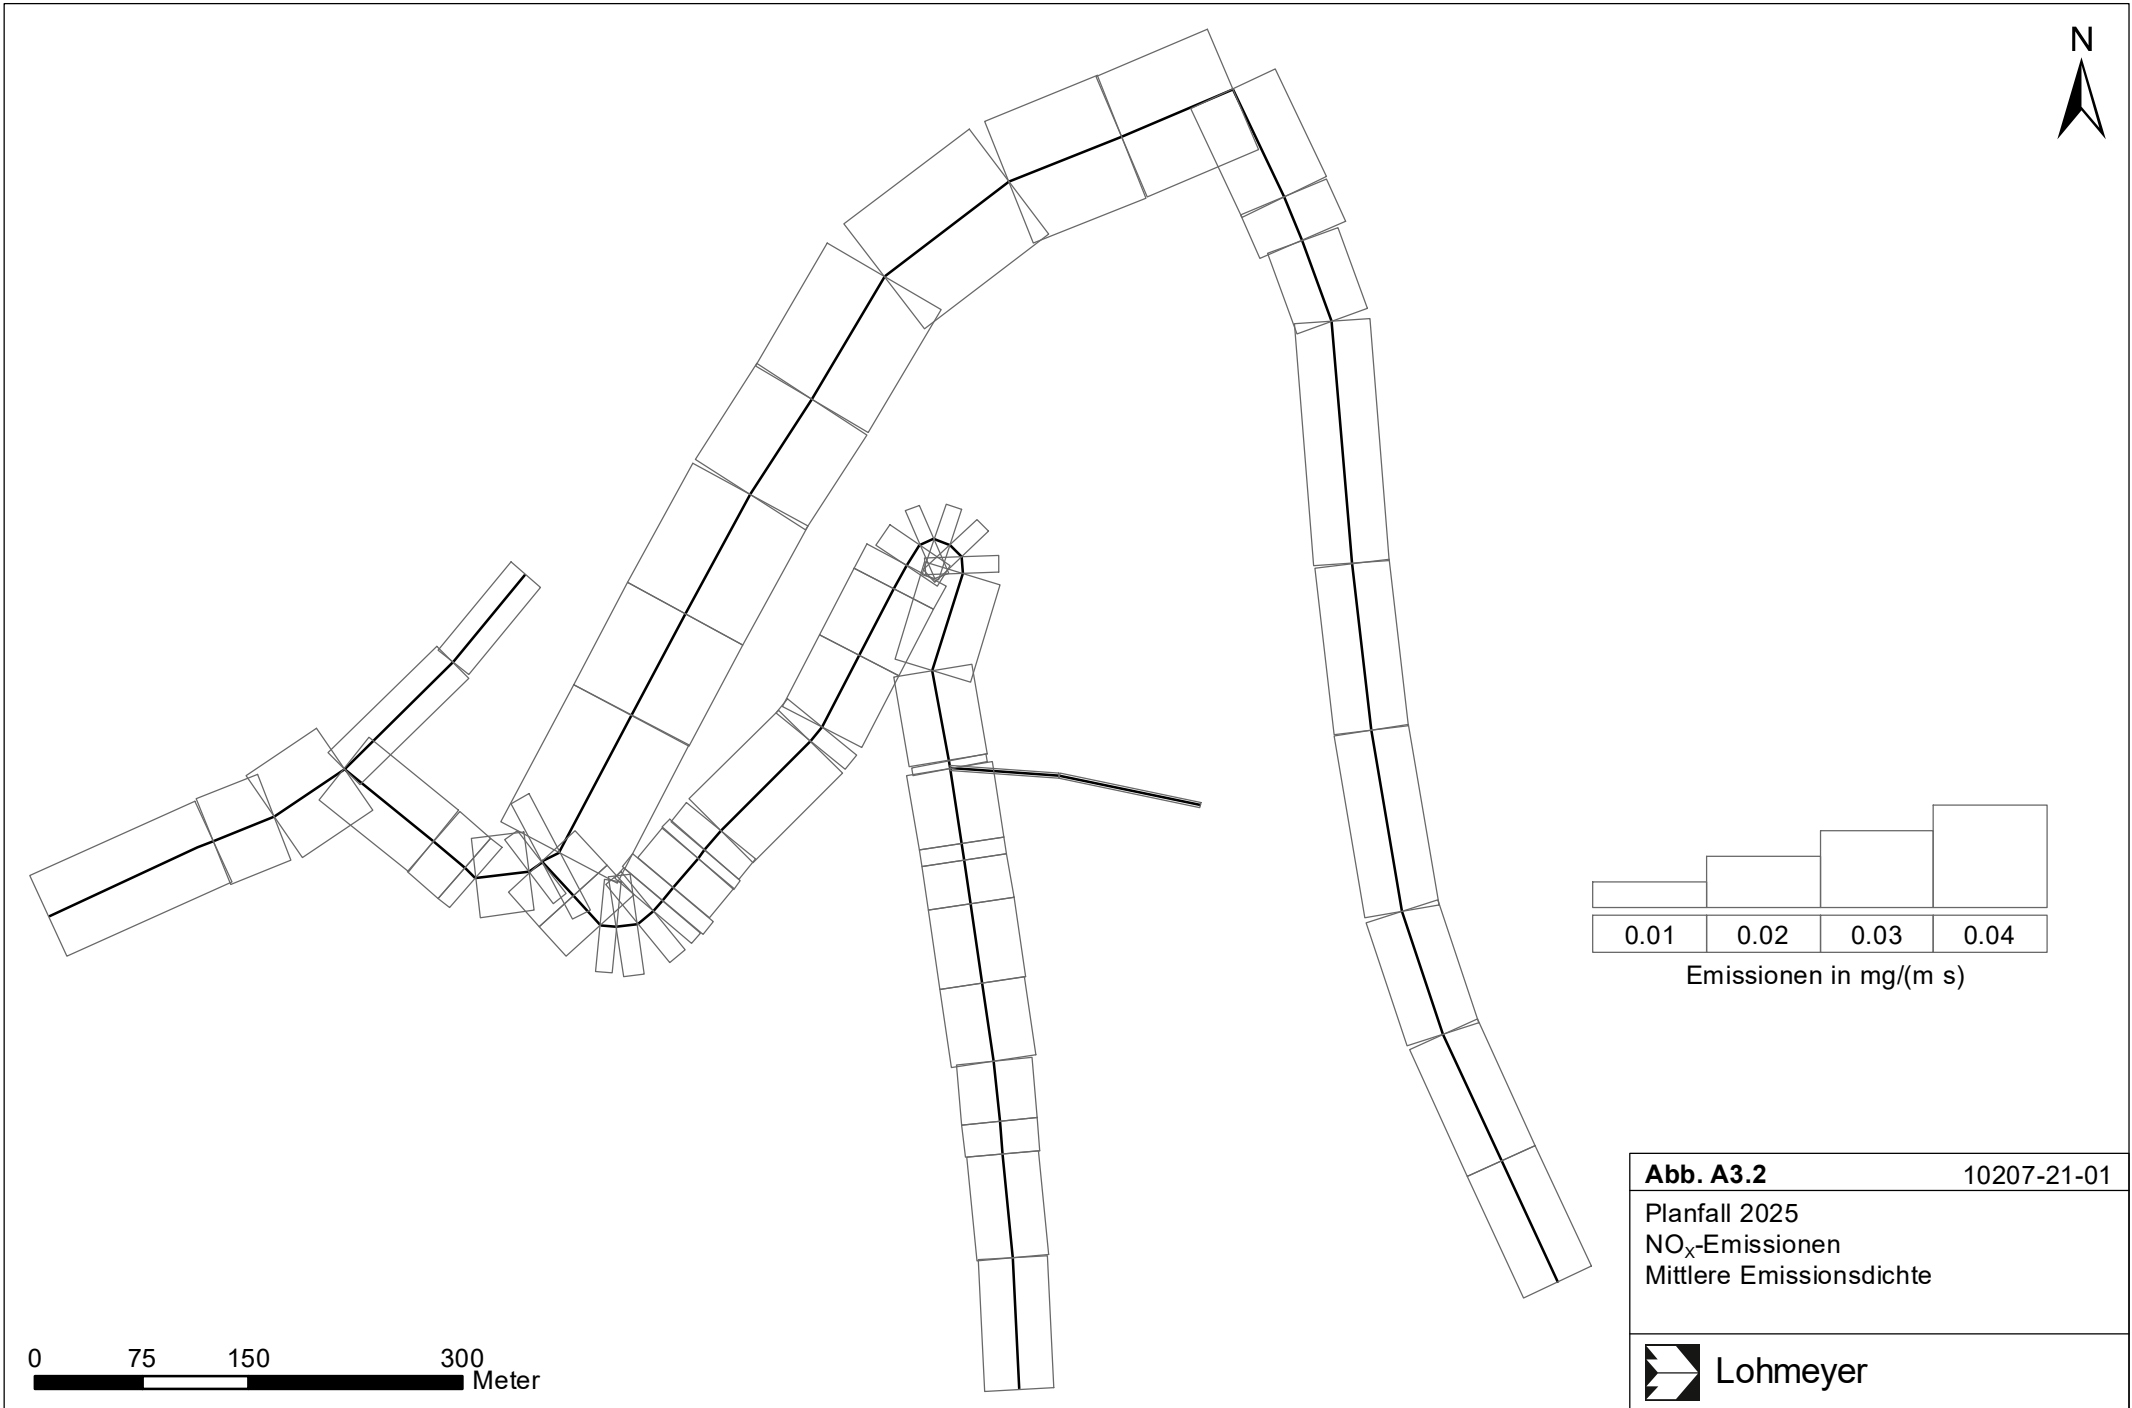 N
0.01 0.02 0.03 0.04
Emissionen in mg/(m s)
Abb. A3.2 10207-21-01
Planfall 2025
NOx-Emissionen
Mittlere Emissionsdichte
0 75 150 300
Meter
Lohmeyer